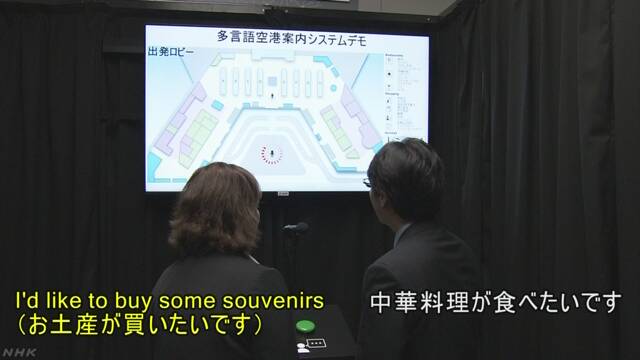 多言語空港案内システムデモ
出発ロビー
I'd like to buy some souvenirs
（お土産が買いたいです）
中華料理が食べたいです
NHK